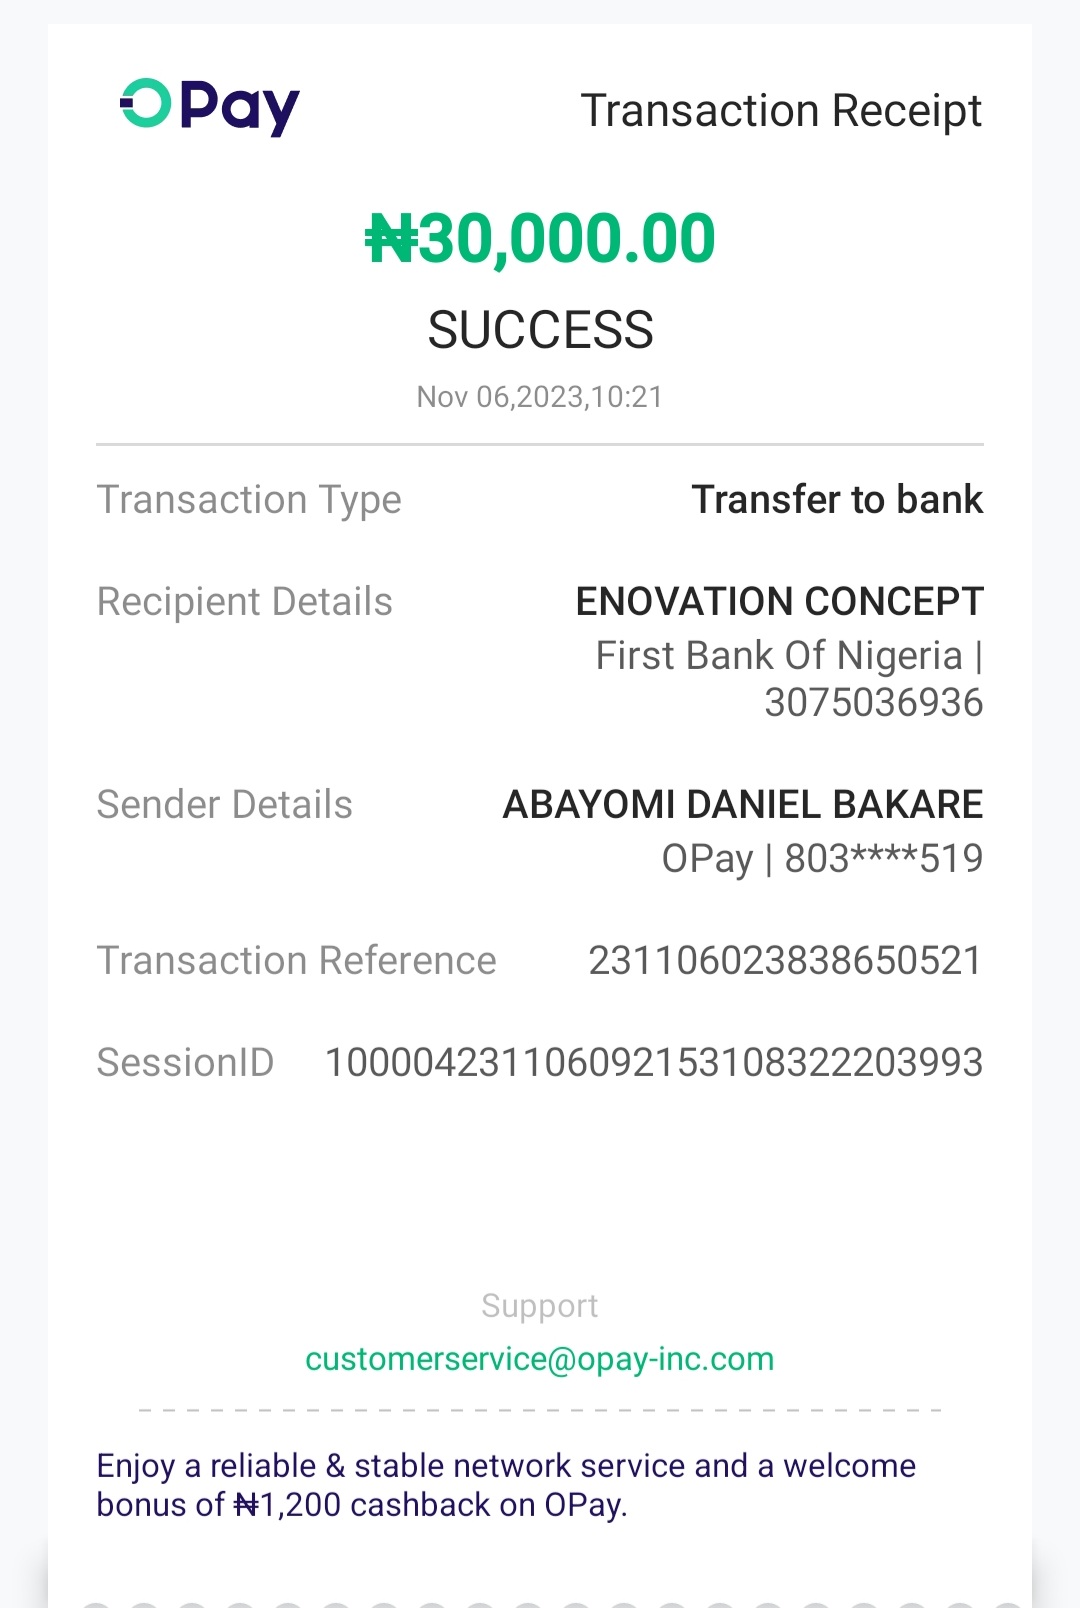 OPay
Transaction Receipt
₦30,000.00
SUCCESS
Nov 06,2023,10:21
Transaction Type
Transfer to bank
Recipient Details
ENOVATION CONCEPT
First Bank Of Nigeria |
3075036936
Sender Details
ABAYOMI DANIEL BAKARE
OPay | 803****519
Transaction Reference
231106023838650521
SessionID
100004231106092153108322203993
Support
customerservice@opay-inc.com
Enjoy a reliable & stable network service and a welcome
bonus of ₦1,200 cashback on OPay.